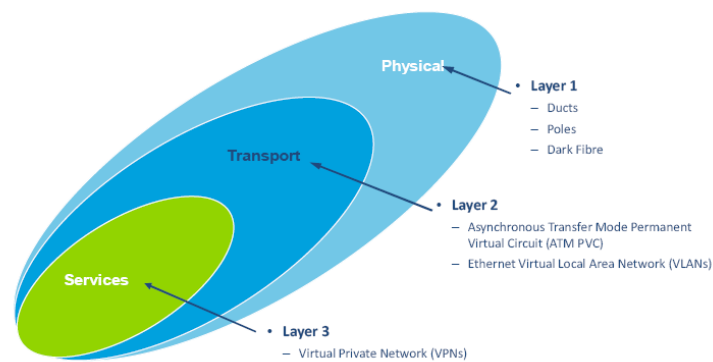 Physical
• Layer 1
– Ducts
– Poles
– Dark Fibre
Transport
• Layer 2
– Asynchronous Transfer Mode Permanent
Virtual Circuit (ATM PVC)
– Ethernet Virtual Local Area Network (VLANs)
Services
• Layer 3
– Virtual Private Network (VPNs)